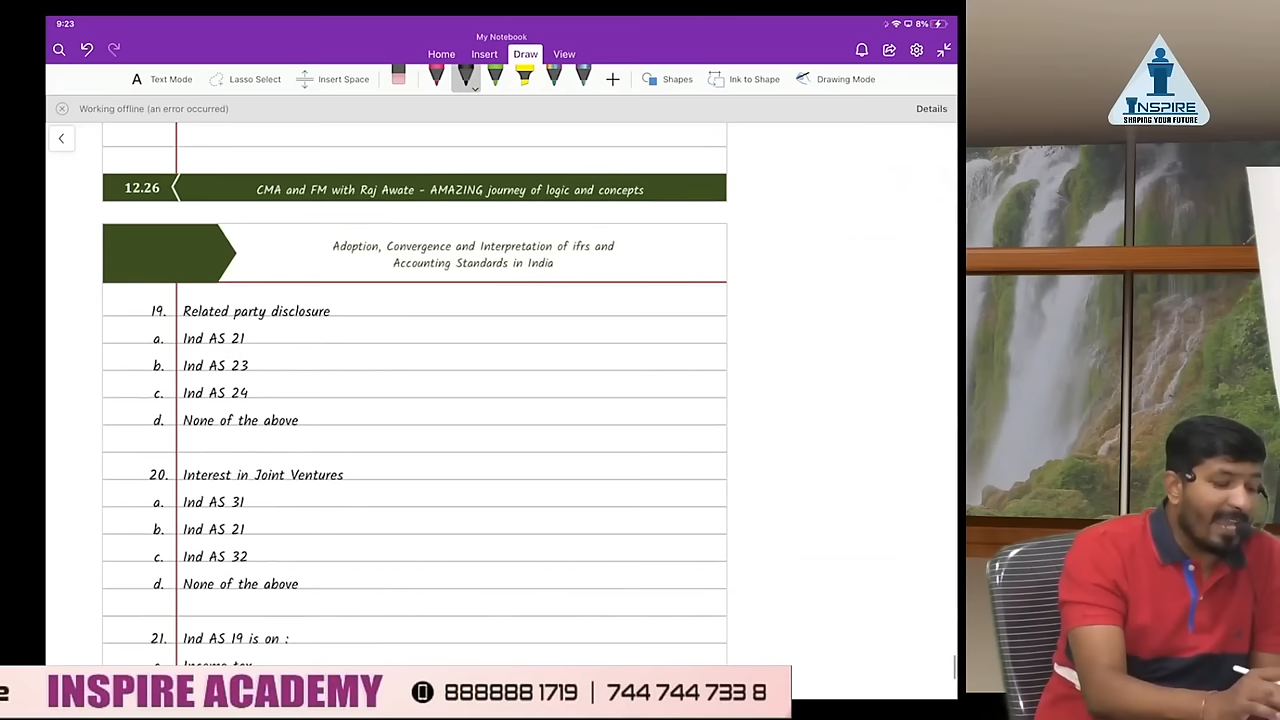 9:23
8%
My Notebook
Home Insert Draw View
Text Mode Lasso Select Insert Space Shapes Ink to Shape Drawing Mode
Working offline (an error occurred) Details
12.26 CMA and FM with Raj Awate - AMAZING journey of logic and concepts
Adoption, Convergence and Interpretation of ifrs and
Accounting Standards in India
19. Related party disclosure
a. Ind AS 21
b. Ind AS 23
c. Ind AS 24
d. None of the above
20. Interest in Joint Ventures
a. Ind AS 31
b. Ind AS 21
c. Ind AS 32
d. None of the above
21. Ind AS 19 is on :
a. Income tax
INSPIRE
SHAPING YOUR FUTURE
INSPIRE ACADEMY 888888 1719 | 744 744 733 8